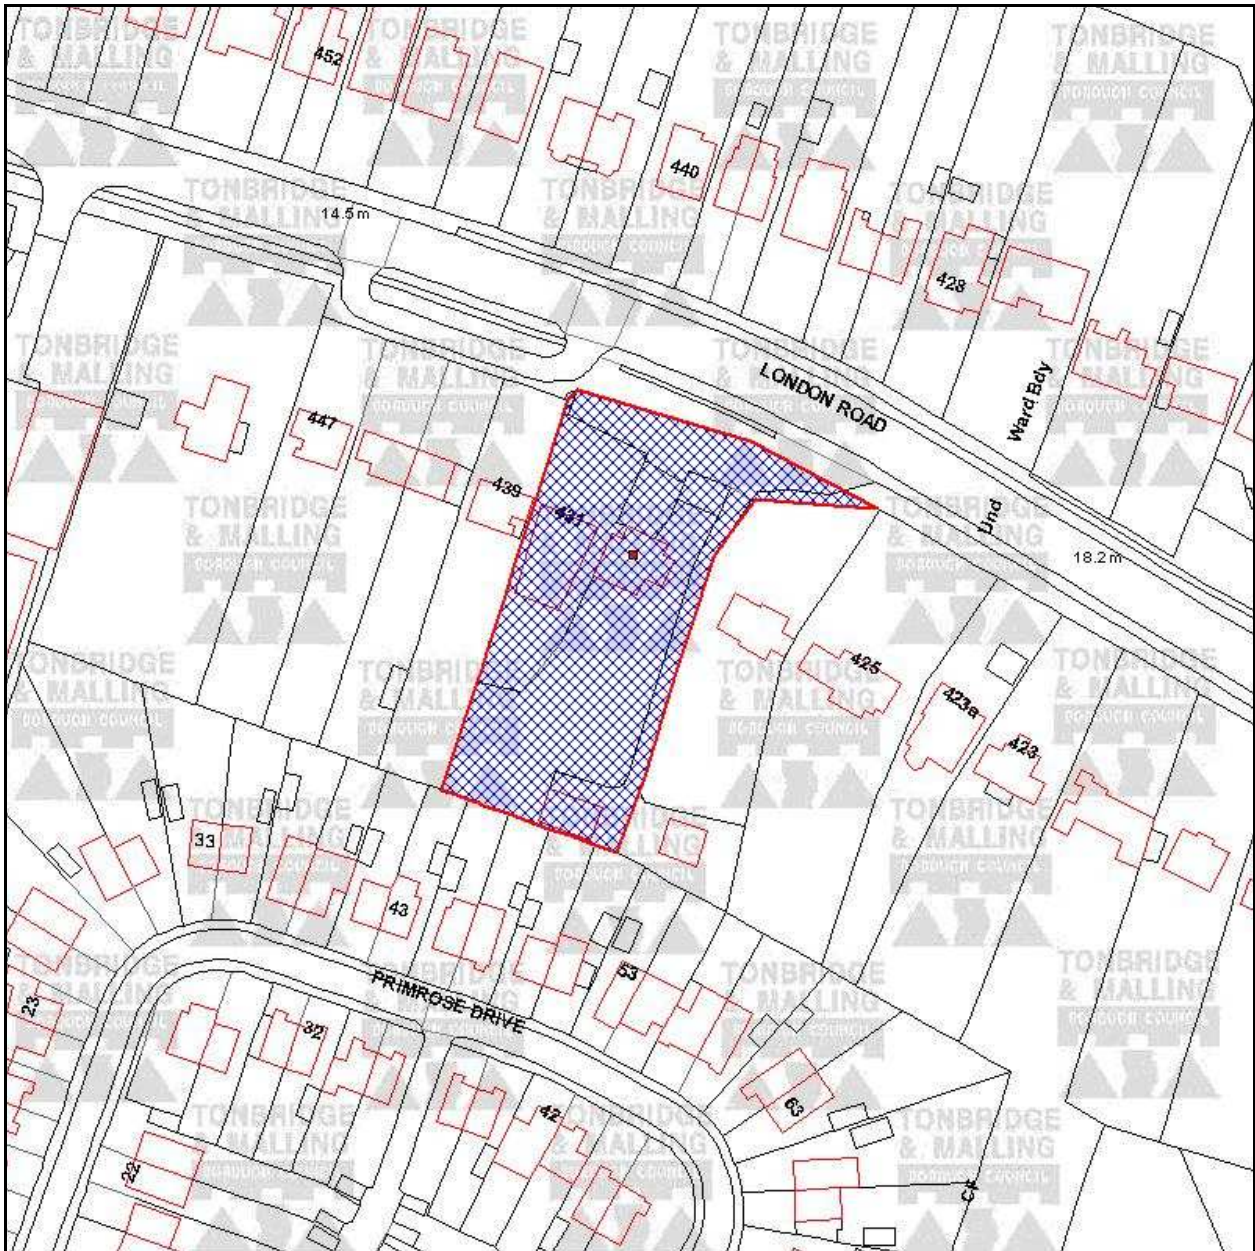 452
440
14.5m
428
LONDON ROAD
Ward Bdy
447
439
Und
18.2m
425
423a
423
33
43
53
PRIMROSE DRIVE
23
32
63
42
22
CF
TONBRIDGE
& MALLING
BOROUGH COUNCIL